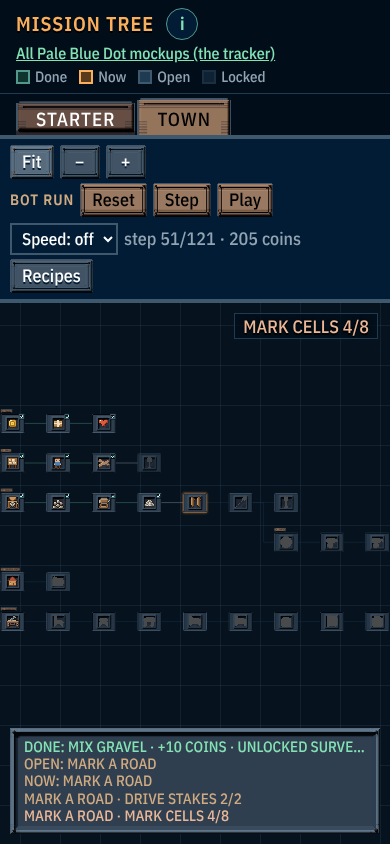 MISSION TREE i
All Pale Blue Dot mockups (the tracker)
Done Now Open Locked
STARTER TOWN
Fit − +
BOT RUN Reset Step Play
Speed: off step 51/121 · 205 coins
Recipes
MARK CELLS 4/8
DONE: MIX GRAVEL · +10 COINS · UNLOCKED SURVE…
OPEN: MARK A ROAD
NOW: MARK A ROAD
MARK A ROAD · DRIVE STAKES 2/2
MARK A ROAD · MARK CELLS 4/8